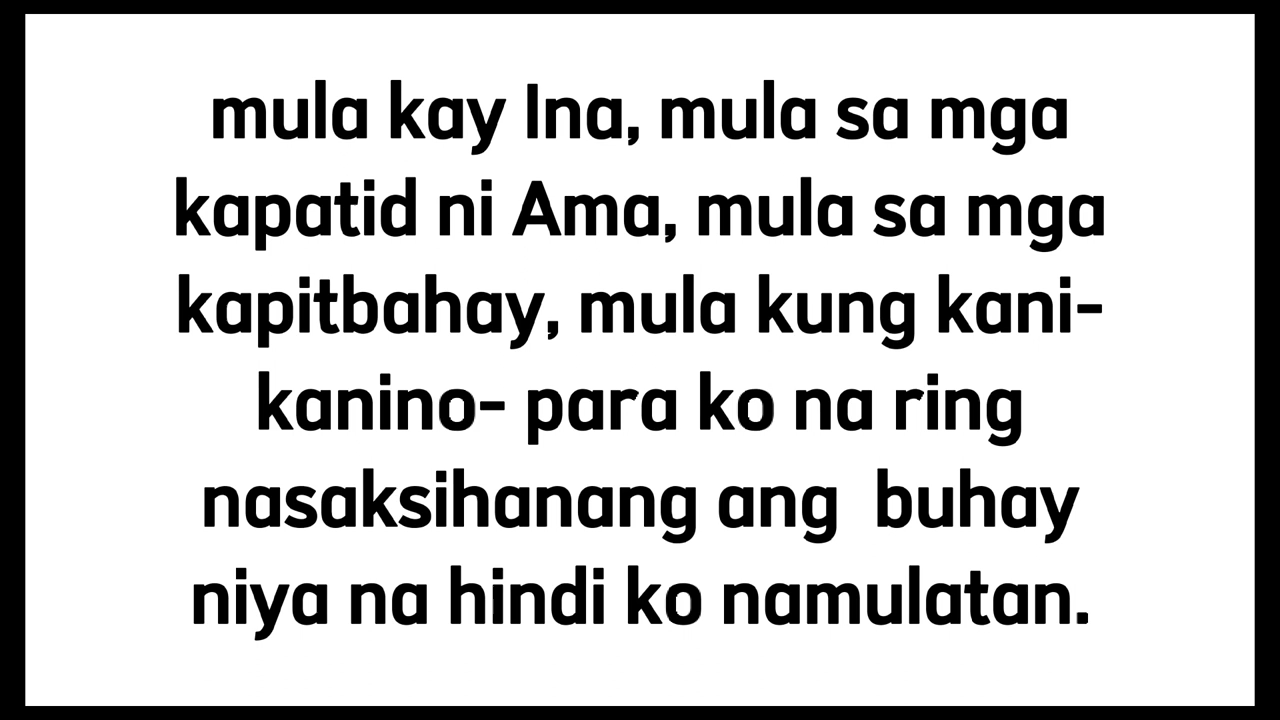 mula kay Ina, mula sa mga
kapatid ni Ama, mula sa mga
kapitbahay, mula kung kani-
kanino- para ko na ring
nasaksihanang ang  buhay
niya na hindi ko namulatan.